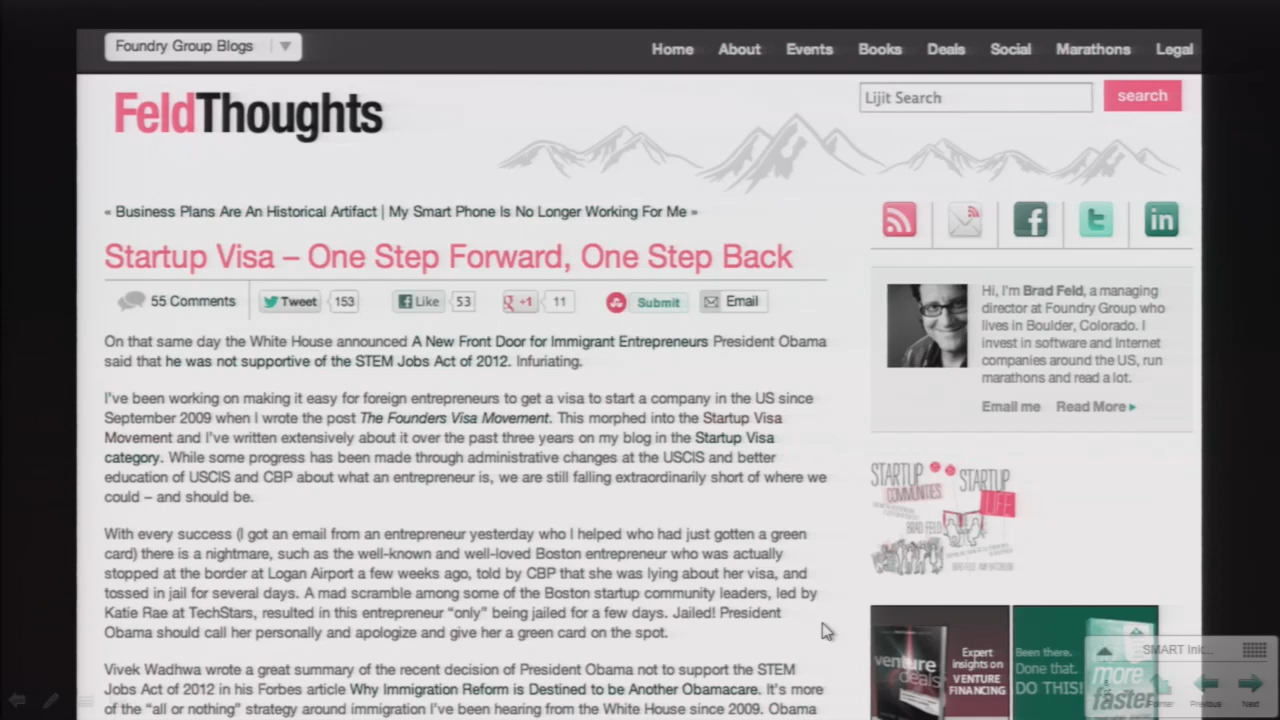 Foundry Group Blogs
Home About Events Books Deals Social Marathons Legal
FeldThoughts
Lijit Search search
« Business Plans Are An Historical Artifact | My Smart Phone Is No Longer Working For Me »
Startup Visa – One Step Forward, One Step Back
55 Comments Tweet 153 Like 53 +1 11 Submit Email
On that same day the White House announced A New Front Door for Immigrant Entrepreneurs President Obama
said that he was not supportive of the STEM Jobs Act of 2012. Infuriating.
I've been working on making it easy for foreign entrepreneurs to get a visa to start a company in the US since
September 2009 when I wrote the post The Founders Visa Movement. This morphed into the Startup Visa
Movement and I've written extensively about it over the past three years on my blog in the Startup Visa
category. While some progress has been made through administrative changes at the USCIS and better
education of USCIS and CBP about what an entrepreneur is, we are still falling extraordinarily short of where we
could – and should be.
With every success (I got an email from an entrepreneur yesterday who I helped who had just gotten a green
card) there is a nightmare, such as the well-known and well-loved Boston entrepreneur who was actually
stopped at the border at Logan Airport a few weeks ago, told by CBP that she was lying about her visa, and
tossed in jail for several days. A mad scramble among some of the Boston startup community leaders, led by
Katie Rae at TechStars, resulted in this entrepreneur “only” being jailed for a few days. Jailed! President
Obama should call her personally and apologize and give her a green card on the spot.
Vivek Wadhwa wrote a great summary of the recent decision of President Obama not to support the STEM
Jobs Act of 2012 in his Forbes article Why Immigration Reform is Destined to be Another Obamacare. It's more
of the “all or nothing” strategy around immigration I've been hearing from the White House since 2009. Obama
f t in
Hi, I'm Brad Feld, a managing
director at Foundry Group who
lives in Boulder, Colorado. I
invest in software and Internet
companies around the US, run
marathons and read a lot.
Email me Read More
STARTUP COMMUNITIES
BRAD FELD
STARTUP LIFE
venture deals
Expert
insights on
VENTURE
FINANCING
Been there.
Done that.
DO THIS!
more
faster
SMART Ink...
Pointer Previous Next